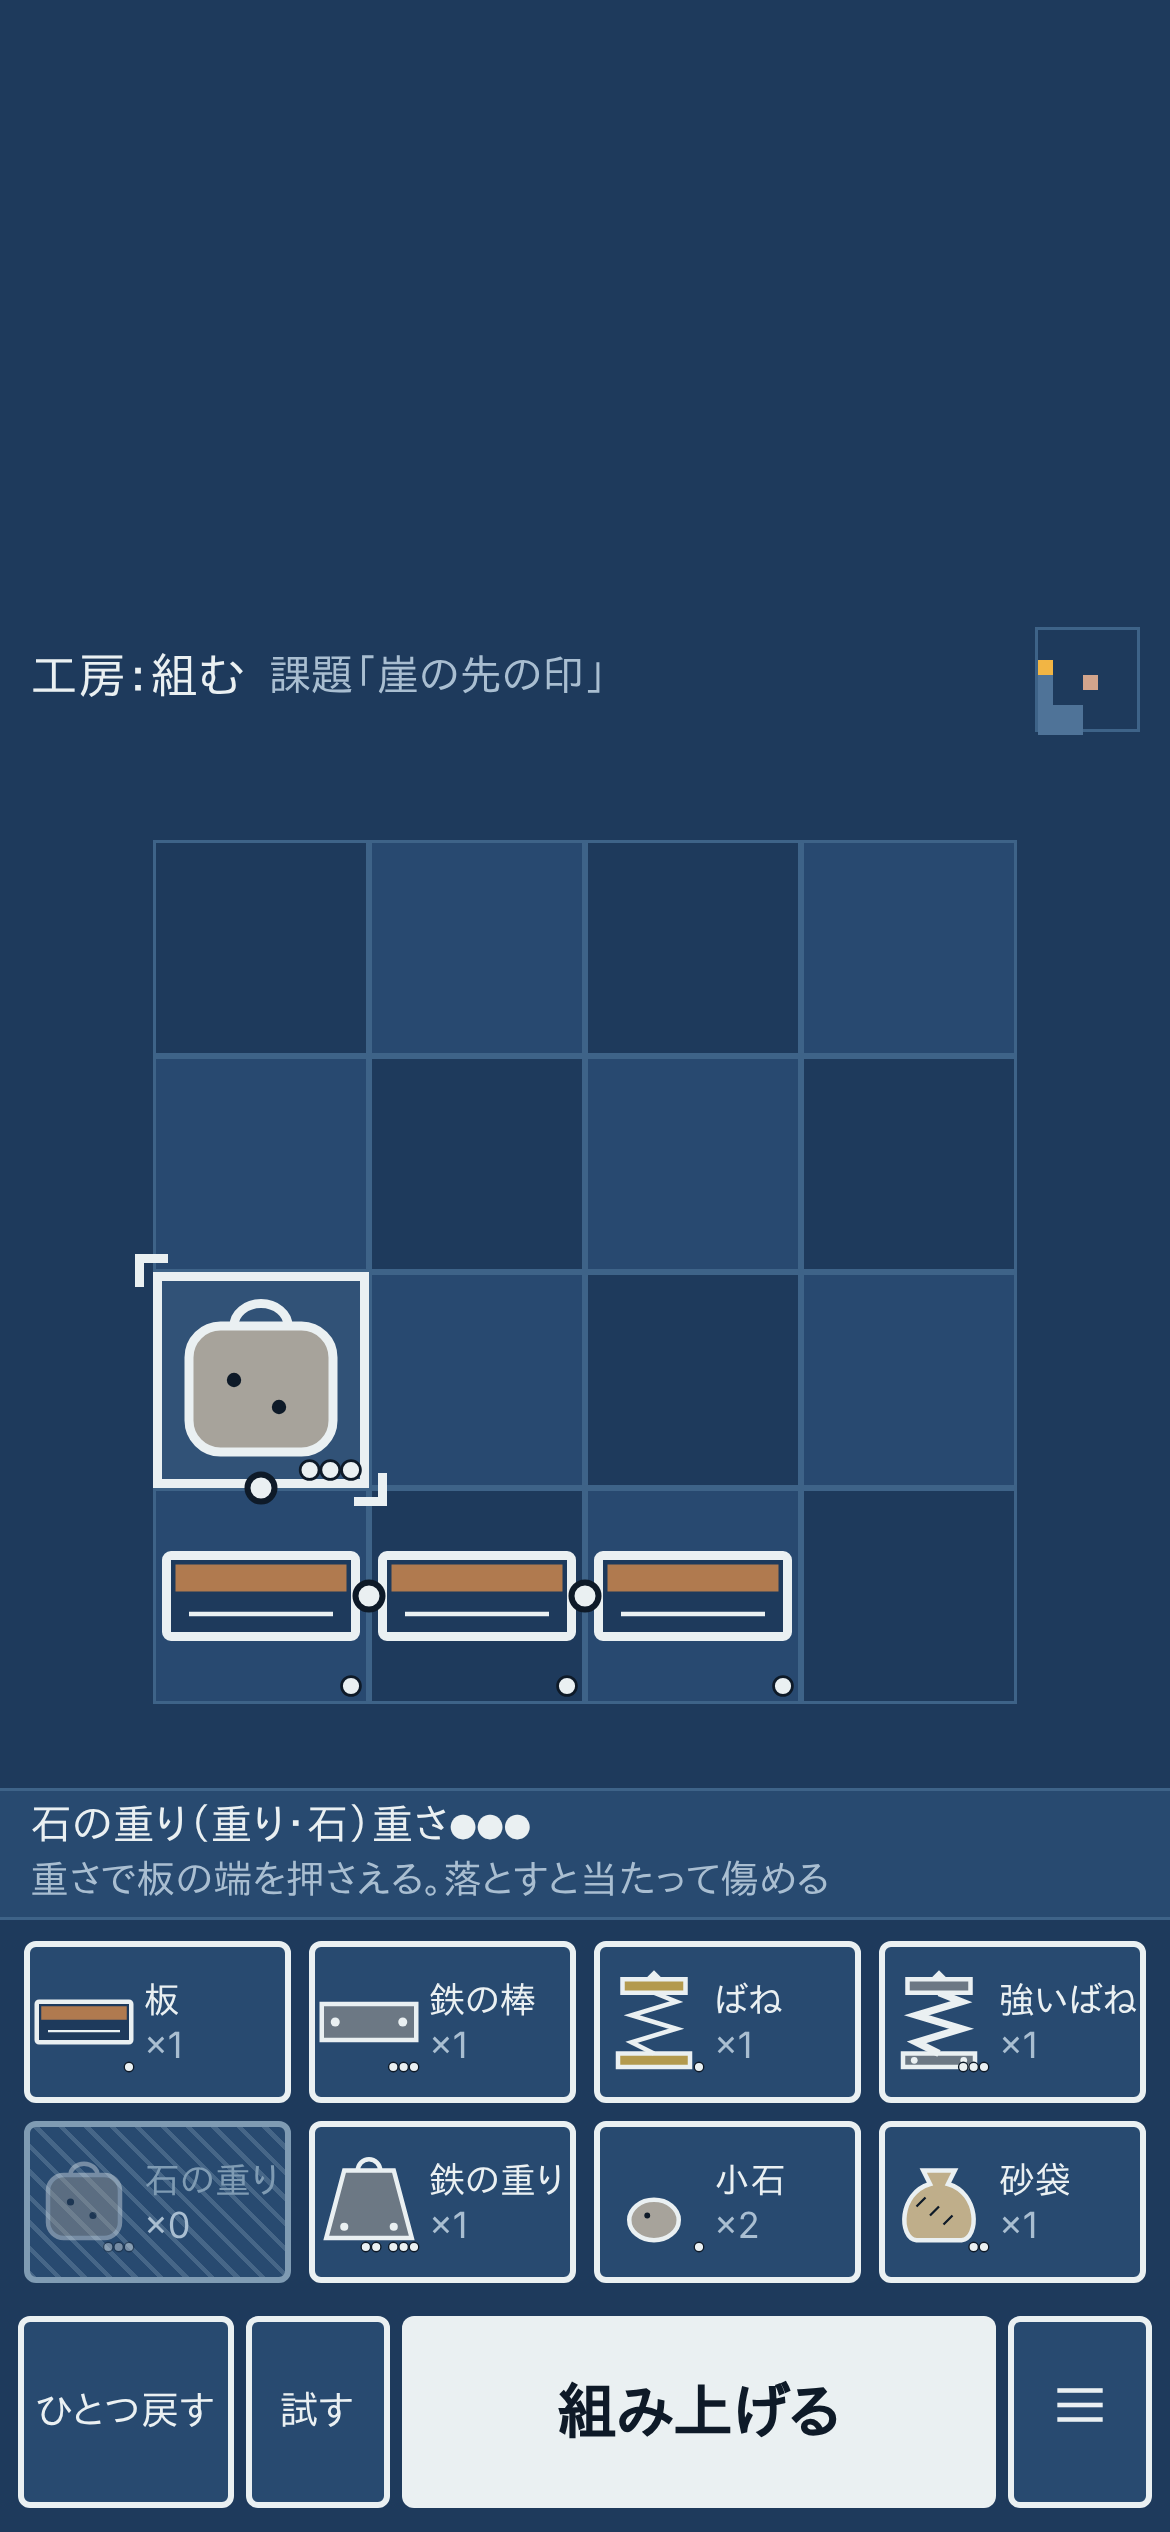 工房:組む 課題「崖の先の印」
石の重り(重り·石)重さ●●●
重さで板の端を押さえる。落とすと当たって傷める
板
×1
鉄の棒
×1
ばね
×1
強いばね
×1
石の重り
×0
鉄の重り
×1
小石
×2
砂袋
×1
ひとつ戻す
試す
組み上げる